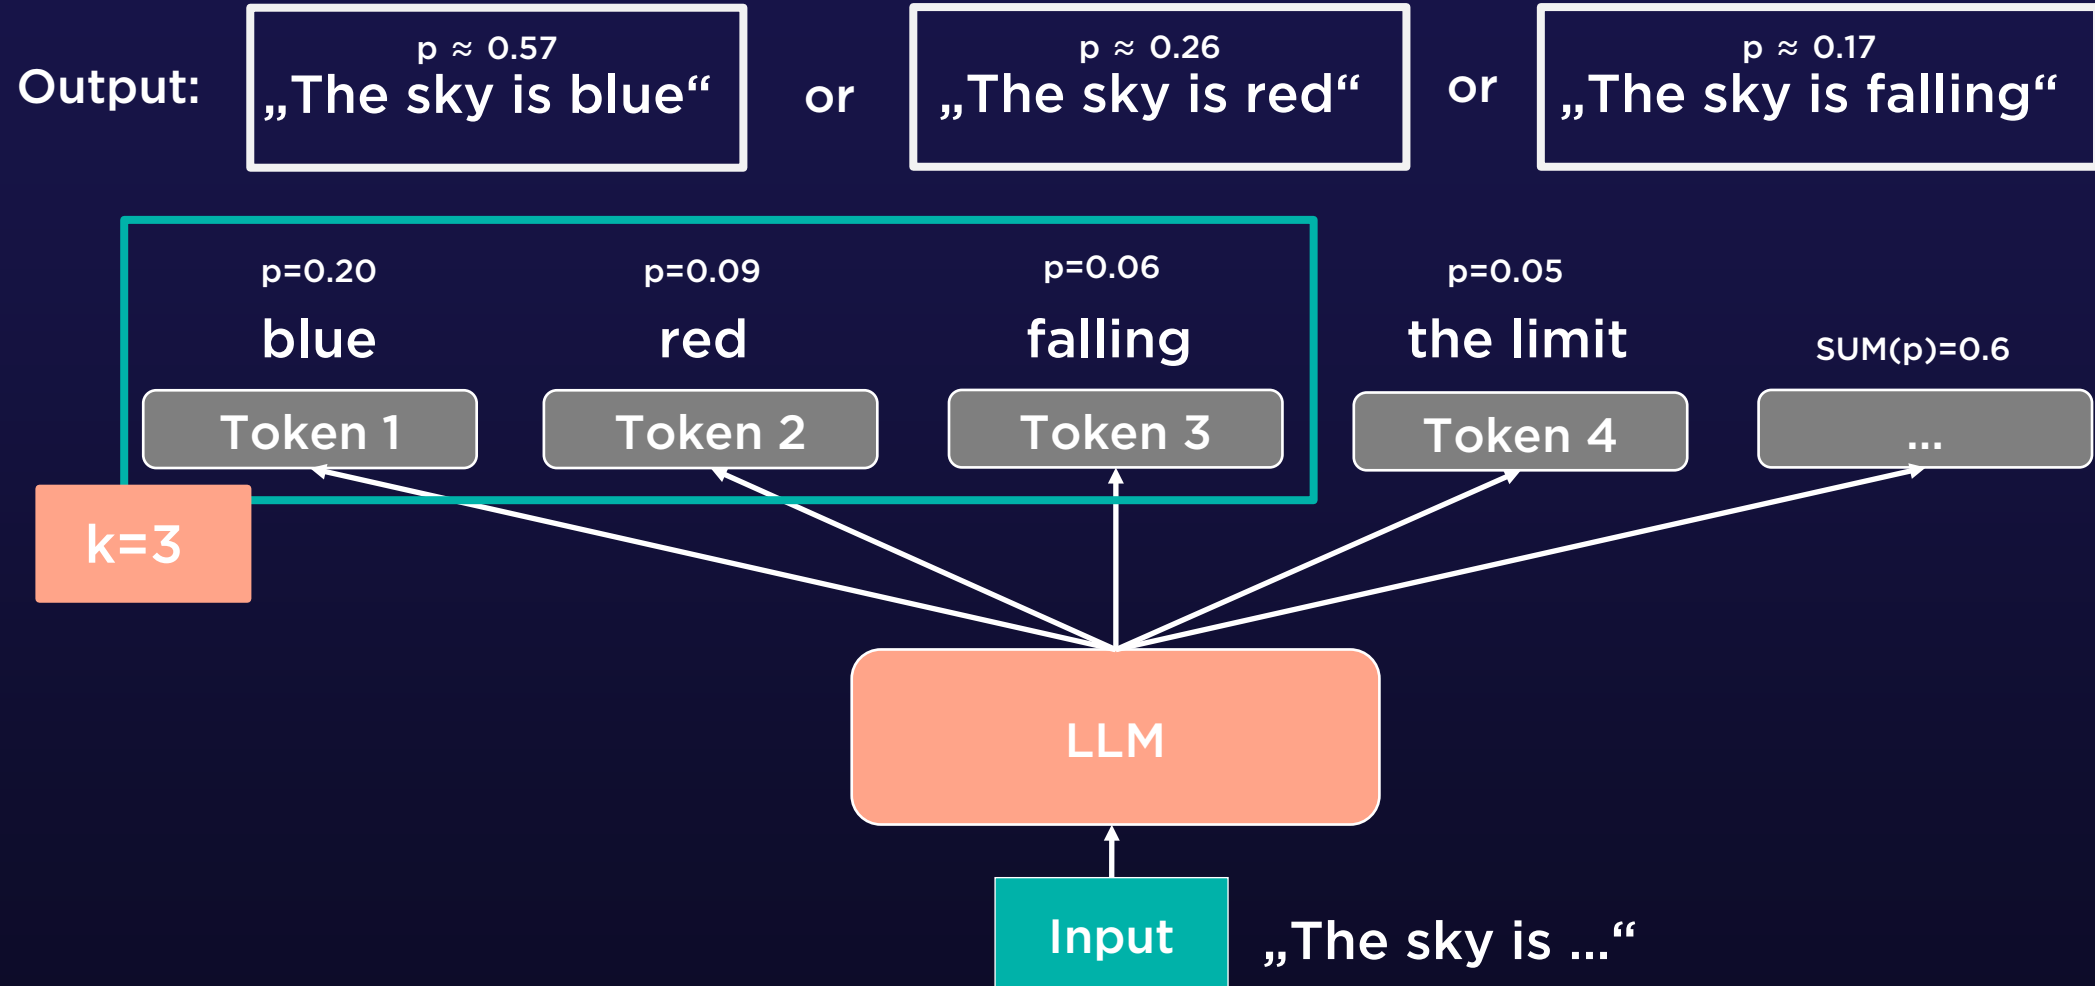 Output:
p ≈ 0.57
„The sky is blue“
or
p ≈ 0.26
„The sky is red“
or
p ≈ 0.17
„The sky is falling“
p=0.20
blue
Token 1
p=0.09
red
Token 2
p=0.06
falling
Token 3
p=0.05
the limit
Token 4
SUM(p)=0.6
...
k=3
LLM
Input
„The sky is ...“